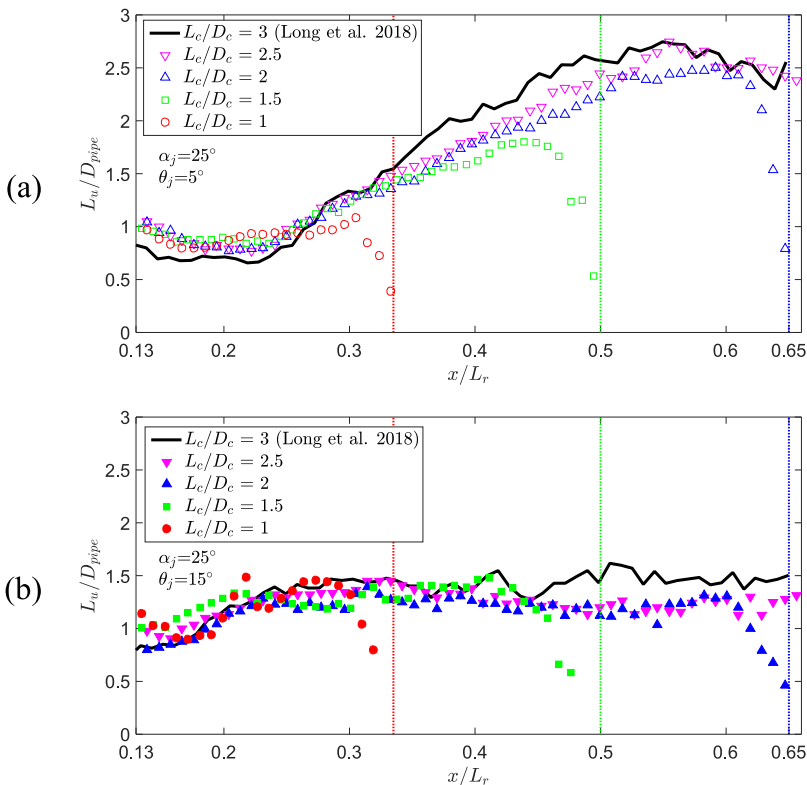 (a)
3
2.5
2
1.5
1
0.5
0
L_u/D_pipe
L_c/D_c = 3 (Long et al. 2018)
L_c/D_c = 2.5
L_c/D_c = 2
L_c/D_c = 1.5
L_c/D_c = 1
α_j=25°
θ_j=5°
0.13 0.2 0.3 0.4 0.5 0.6 0.65
x/L_r
(b)
3
2.5
2
1.5
1
0.5
0
L_u/D_pipe
L_c/D_c = 3 (Long et al. 2018)
L_c/D_c = 2.5
L_c/D_c = 2
L_c/D_c = 1.5
L_c/D_c = 1
α_j=25°
θ_j=15°
0.13 0.2 0.3 0.4 0.5 0.6 0.65
x/L_r